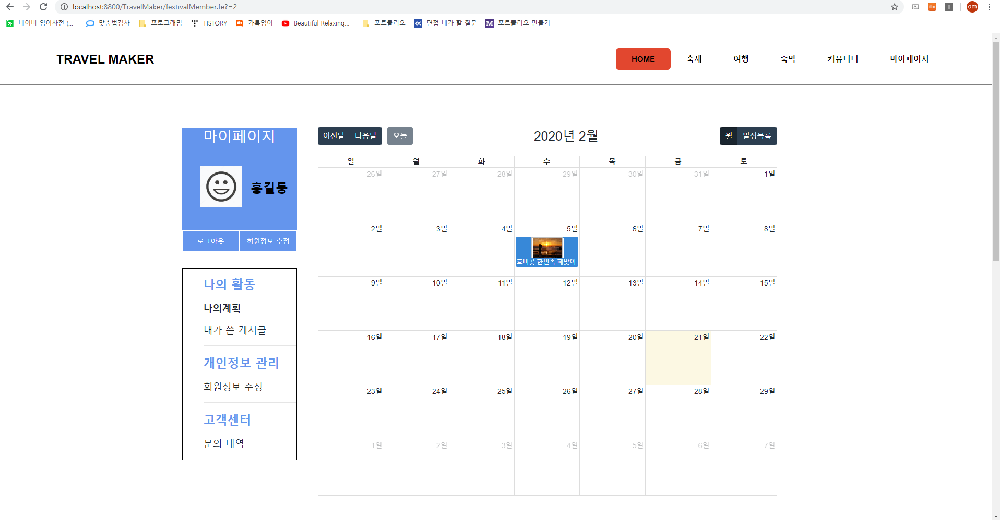 localhost:8800/TravelMaker/festivalMember.fe?=2
om
네이버 영어사전 (... 맞춤법검사 프로그래밍 TISTORY 카톡영어 Beautiful Relaxing... 포트폴리오 면접 내가 할 질문 M 포트폴리오 만들기
TRAVEL MAKER
HOME 축제 여행 숙박 커뮤니티 마이페이지
마이페이지
홍길동
로그아웃 회원정보 수정
나의 활동
나의계획
내가 쓴 게시글
개인정보 관리
회원정보 수정
고객센터
문의 내역
이전달 다음달 오늘 2020년 2월 월 일정목록
일 월 화 수 목 금 토
26일 27일 28일 29일 30일 31일 1일
2일 3일 4일 5일 6일 7일 8일
호미곶 한민족 해맞이
9일 10일 11일 12일 13일 14일 15일
16일 17일 18일 19일 20일 21일 22일
23일 24일 25일 26일 27일 28일 29일
1일 2일 3일 4일 5일 6일 7일